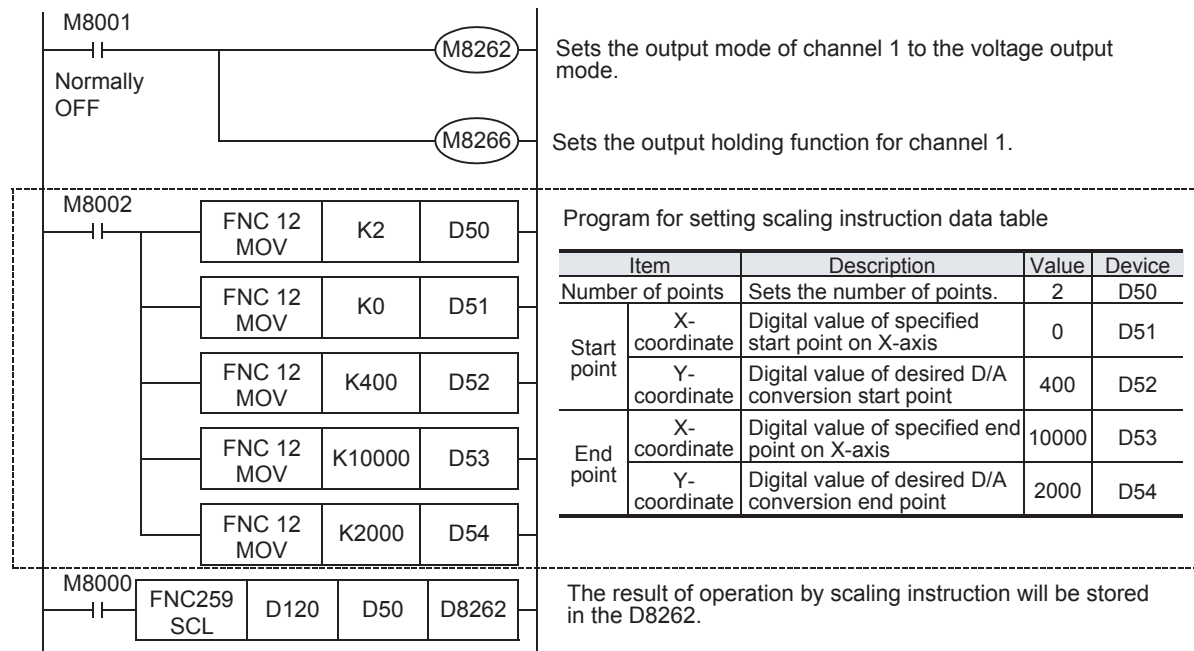 M8001
M8262
Sets the output mode of channel 1 to the voltage output
mode.
Normally
OFF
M8266
Sets the output holding function for channel 1.
M8002
FNC 12
MOV
K2
D50
FNC 12
MOV
K0
D51
FNC 12
MOV
K400
D52
FNC 12
MOV
K10000
D53
FNC 12
MOV
K2000
D54
Program for setting scaling instruction data table
Item Description Value Device
Number of points Sets the number of points. 2 D50
Start
point
X-
coordinate
Digital value of specified
start point on X-axis
0
D51
Y-
coordinate
Digital value of desired D/A
conversion start point
400
D52
End
point
X-
coordinate
Digital value of specified end
point on X-axis
10000
D53
Y-
coordinate
Digital value of desired D/A
conversion end point
2000
D54
M8000
FNC259
SCL
D120
D50
D8262
The result of operation by scaling instruction will be stored
in the D8262.